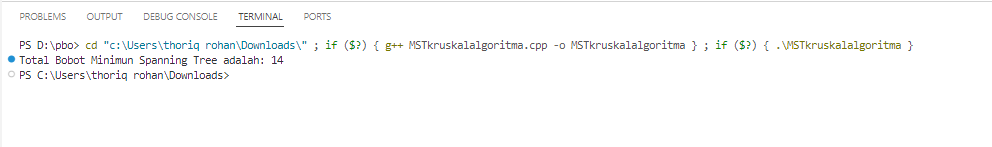 PROBLEMS OUTPUT DEBUG CONSOLE TERMINAL PORTS
PS D:\pbo> cd "c:\Users\thoriq rohan\Downloads\" ; if ($?) { g++ MSTkruskalalgoritma.cpp -o MSTkruskalalgoritma } ; if ($?) { .\MSTkruskalalgoritma }
Total Bobot Minimun Spanning Tree adalah: 14
PS C:\Users\thoriq rohan\Downloads>